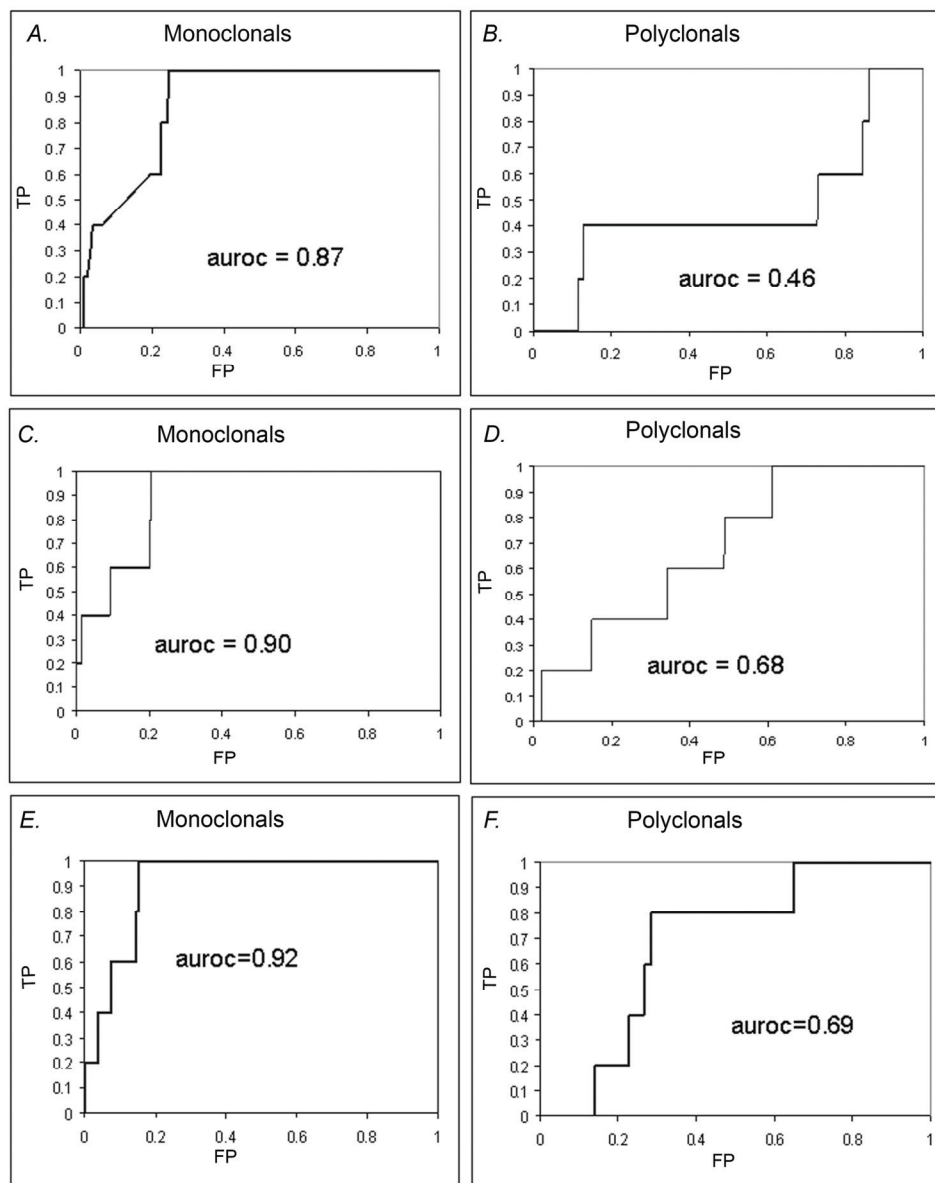 A. Monoclonals
1
0.9
0.8
0.7
0.6
0.5
0.4
0.3
0.2
0.1
0
TP
auroc = 0.87
0 0.2 0.4 0.6 0.8 1
FP
B. Polyclonals
1
0.9
0.8
0.7
0.6
0.5
0.4
0.3
0.2
0.1
0
TP
auroc = 0.46
0 0.2 0.4 0.6 0.8 1
FP
C. Monoclonals
1
0.9
0.8
0.7
0.6
0.5
0.4
0.3
0.2
0.1
0
TP
auroc = 0.90
0 0.2 0.4 0.6 0.8 1
FP
D. Polyclonals
1
0.9
0.8
0.7
0.6
0.5
0.4
0.3
0.2
0.1
0
TP
auroc = 0.68
0 0.2 0.4 0.6 0.8 1
FP
E. Monoclonals
1
0.9
0.8
0.7
0.6
0.5
0.4
0.3
0.2
0.1
0
TP
auroc=0.92
0 0.2 0.4 0.6 0.8 1
FP
F. Polyclonals
1
0.9
0.8
0.7
0.6
0.5
0.4
0.3
0.2
0.1
0
TP
auroc=0.69
0 0.2 0.4 0.6 0.8 1
FP